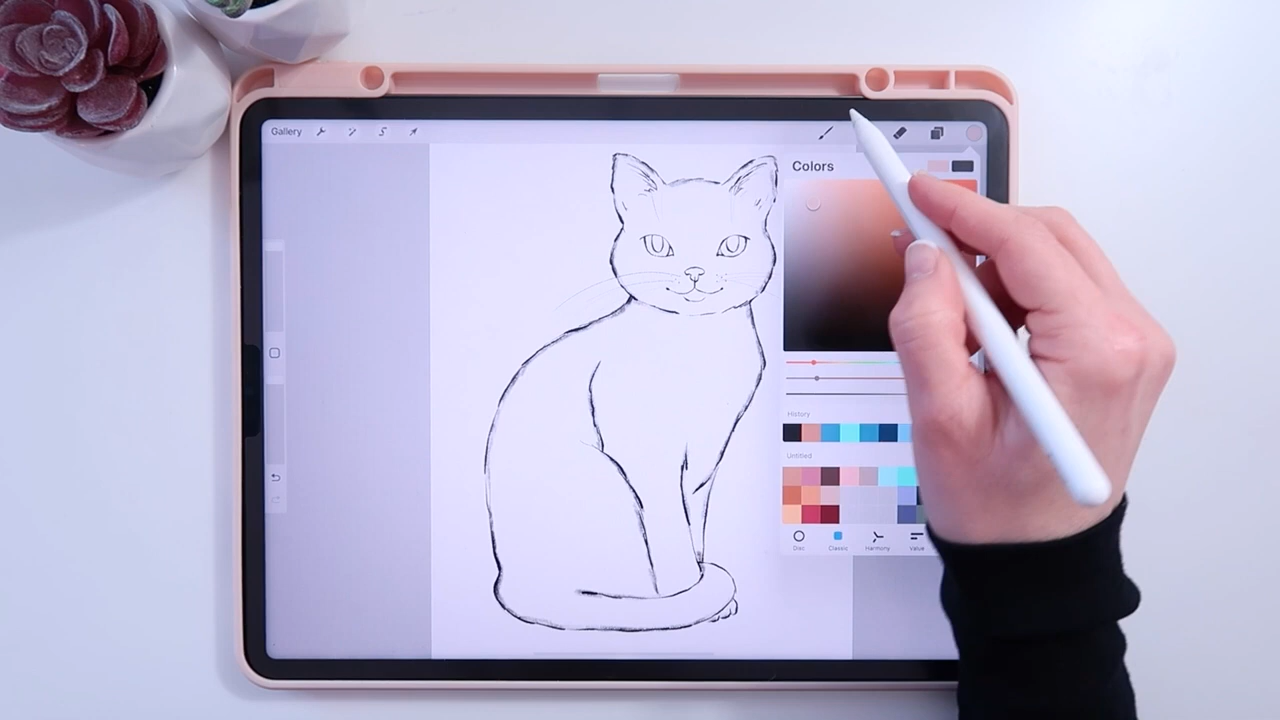 Gallery
Colors
History
Untitled
Disc Classic Harmony Value